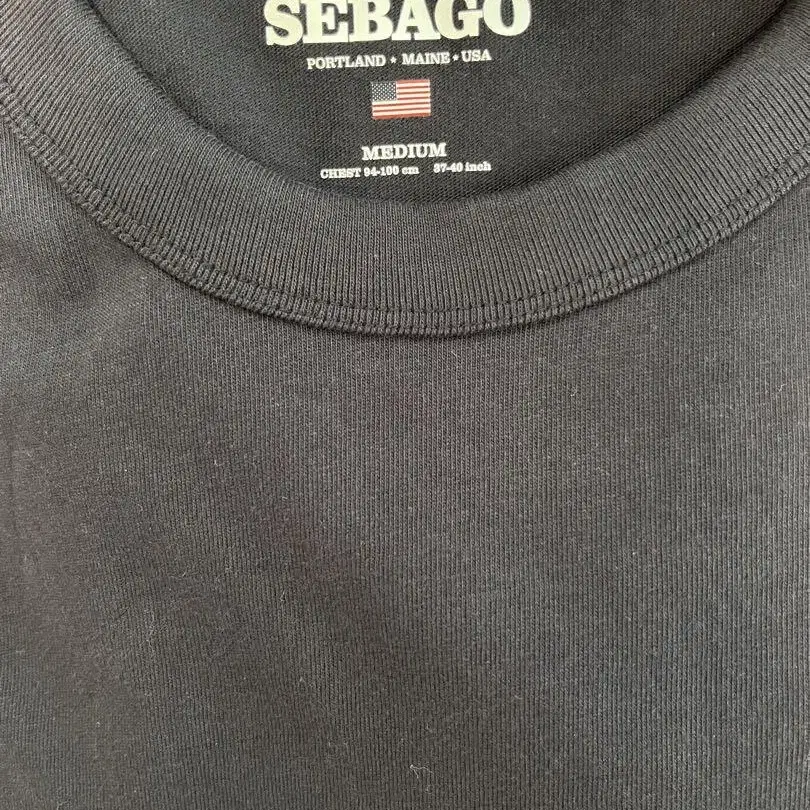 SEBAGO
PORTLAND ★ MAINE ★ USA
MEDIUM
CHEST 94-100 cm 37-40 inch